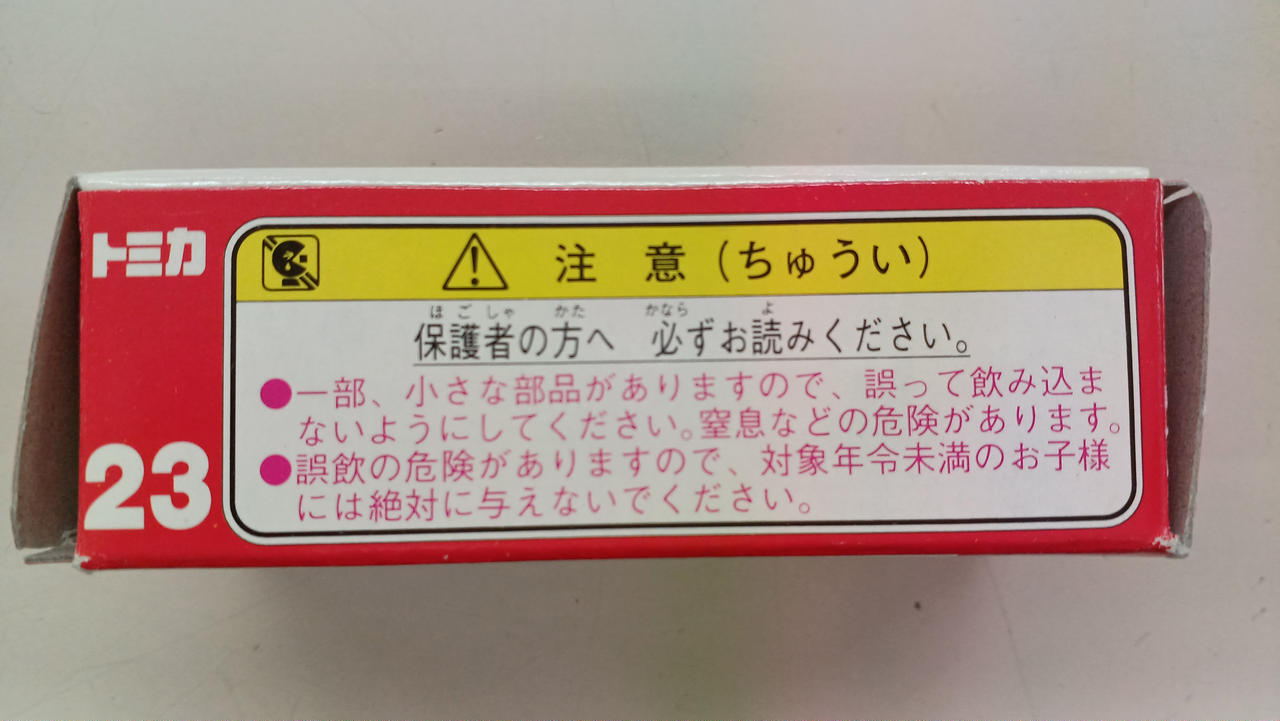 トミカ
23
注 意(ちゅうい)
ほごしゃ かた かなら よ
保護者の方へ 必ずお読みください。
●一部、小さな部品がありますので、誤って飲み込ま
ないようにしてください。窒息などの危険があります。
●誤飲の危険がありますので、対象年令未満のお子様
には絶対に与えないでください。